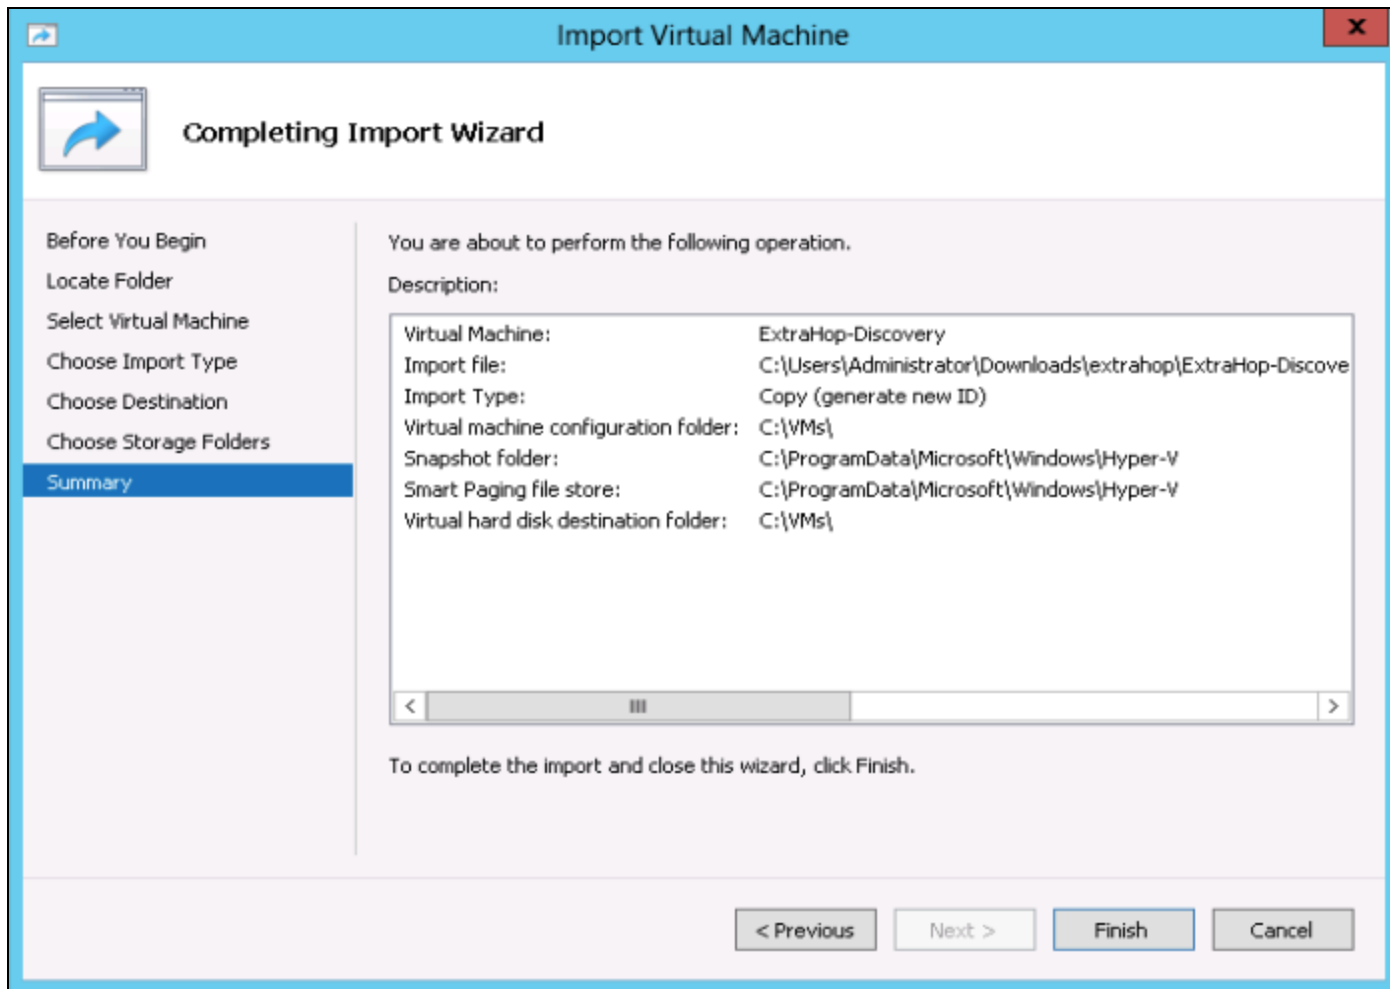 Import Virtual Machine
X
Completing Import Wizard
Before You Begin
Locate Folder
Select Virtual Machine
Choose Import Type
Choose Destination
Choose Storage Folders
Summary
You are about to perform the following operation.
Description:
Virtual Machine: ExtraHop-Discovery
Import file: C:\Users\Administrator\Downloads\extrahop\ExtraHop-Discove
Import Type: Copy (generate new ID)
Virtual machine configuration folder: C:\VMs\
Snapshot folder: C:\ProgramData\Microsoft\Windows\Hyper-V
Smart Paging file store: C:\ProgramData\Microsoft\Windows\Hyper-V
Virtual hard disk destination folder: C:\VMs\
To complete the import and close this wizard, click Finish.
< Previous Next > Finish Cancel